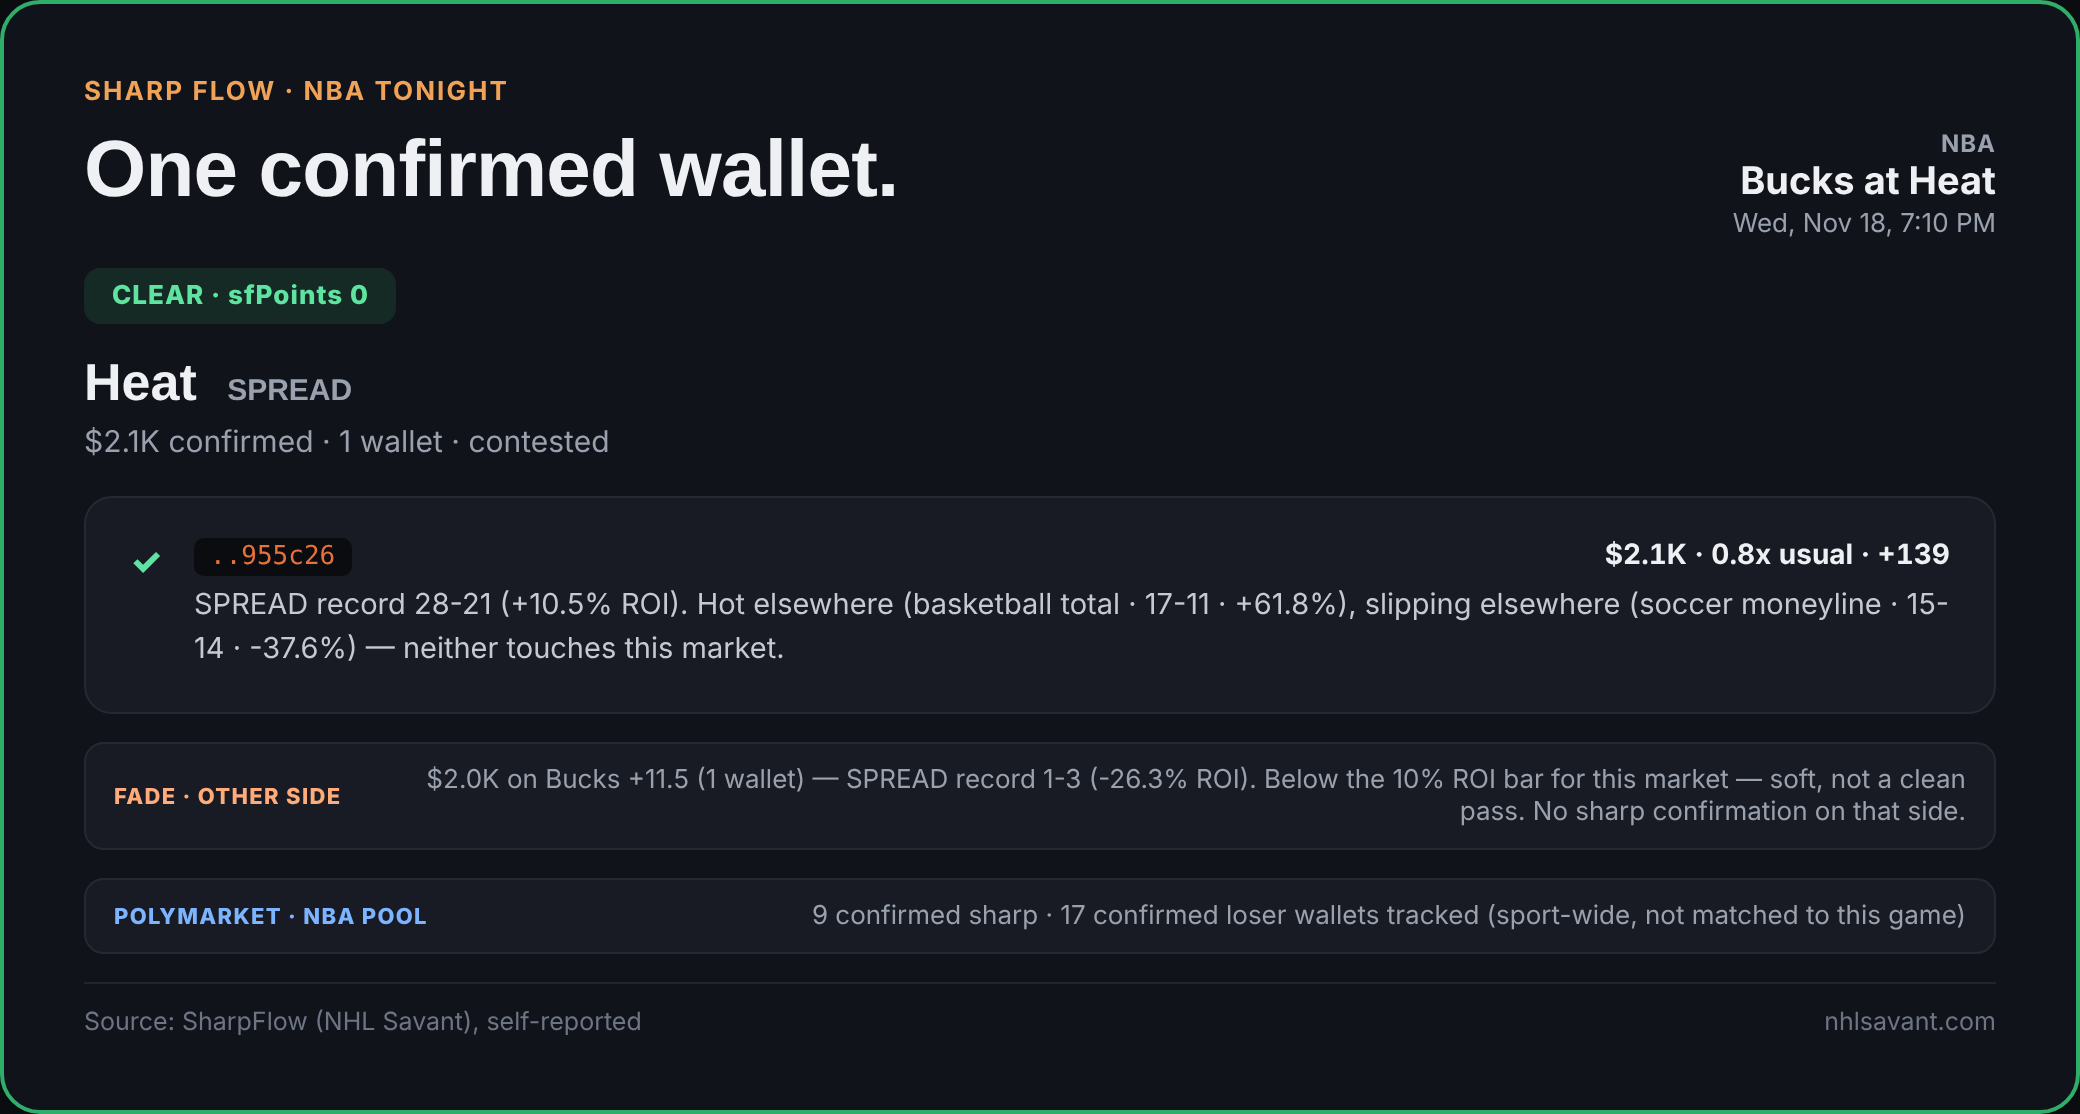 SHARP FLOW · NBA TONIGHT
One confirmed wallet.
NBA
Bucks at Heat
Wed, Nov 18, 7:10 PM
CLEAR · sfPoints 0
Heat SPREAD
$2.1K confirmed · 1 wallet · contested
..955c26
$2.1K · 0.8x usual · +139
SPREAD record 28-21 (+10.5% ROI). Hot elsewhere (basketball total · 17-11 · +61.8%), slipping elsewhere (soccer moneyline · 15-
14 · -37.6%) — neither touches this market.
FADE · OTHER SIDE
$2.0K on Bucks +11.5 (1 wallet) — SPREAD record 1-3 (-26.3% ROI). Below the 10% ROI bar for this market — soft, not a clean
pass. No sharp confirmation on that side.
POLYMARKET · NBA POOL
9 confirmed sharp · 17 confirmed loser wallets tracked (sport-wide, not matched to this game)
Source: SharpFlow (NHL Savant), self-reported
nhlsavant.com